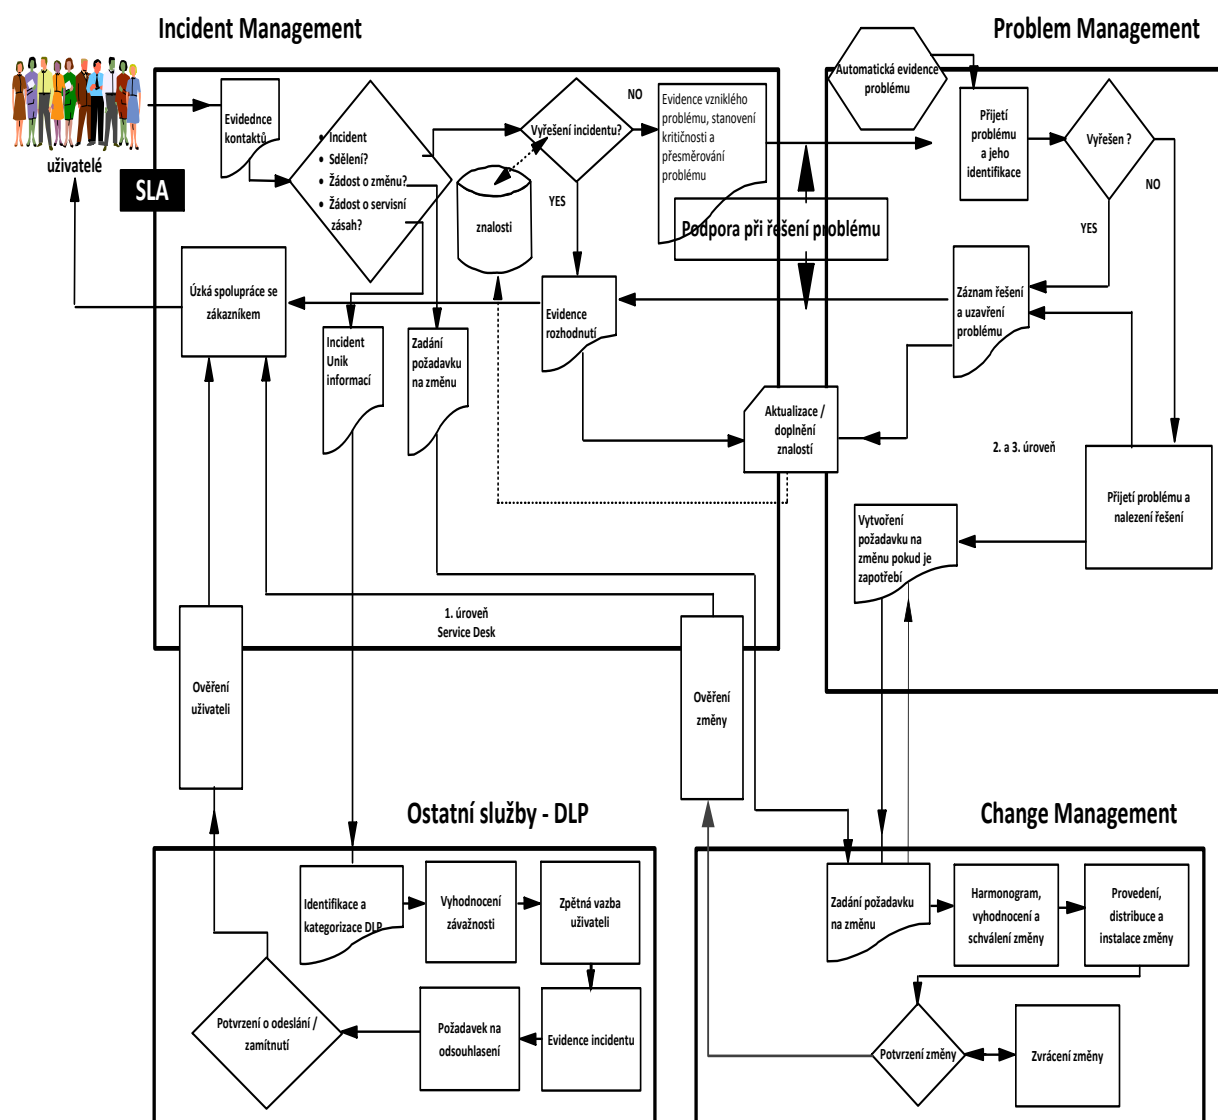 Incident Management
Problem Management
uživatelé
SLA
Evidednce
kontaktů
• Incident
• Sdělení?
• Žádost o změnu?
• Žádost o servisní
zásah?
znalosti
Vyřešení incidentu?
NO
YES
Evidence vzniklého
problému, stanovení
kritičnosti a
přesměrování
problému
Podpora při řešení problému
Automatická evidence
problému
Přijetí
problému
a jeho
identifikace
Vyřešen ?
NO
YES
Úzká spolupráce se
zákazníkem
Incident
Unik
informací
Zadání
požadavku
na změnu
Evidence
rozhodnutí
Záznam řešení
a uzavření
problému
Aktualizace /
doplnění
znalostí
2. a 3. úroveň
Přijetí problému a
nalezení řešení
Vytvoření
požadavku na
změnu pokud je
zapotřebí
1. úroveň
Service Desk
Ověření
uživateli
Ověření
změny
Ostatní služby - DLP
Change Management
Identifikace a
kategorizace DLP
Vyhodnocení
závažnosti
Zpětná vazba
uživateli
Potvrzení o odeslání /
zamítnutí
Požadavek na
odsouhlasení
Evidence incidentu
Zadání požadavku
na změnu
Harmonogram,
vyhodnocení a
schválení změny
Provedení,
distribuce a
instalace změny
Potvrzení změny
Zvrácení změny